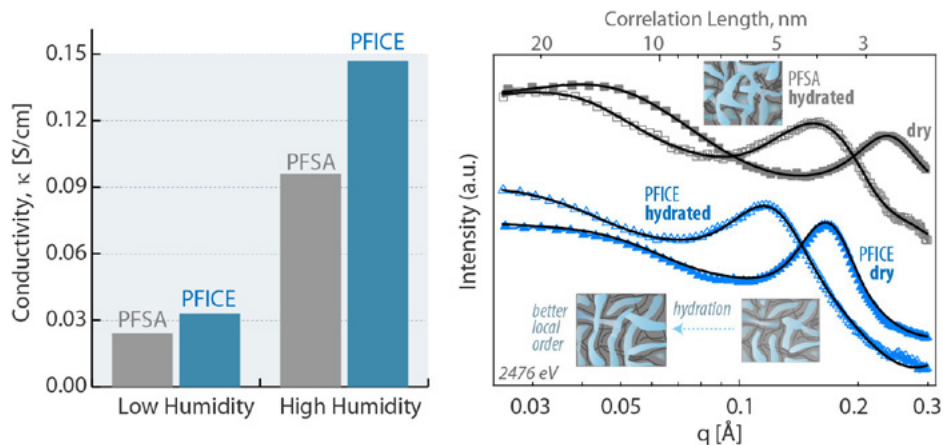 Conductivity, κ [S/cm]
0.15
0.12
0.09
0.06
0.03
0.00
PFSA
PFICE
PFSA
PFICE
Low Humidity
High Humidity
Correlation Length, nm
20
10
5
3
Intensity (a.u.)
PFSA
hydrated
dry
PFICE
hydrated
PFICE
dry
better
local
order
hydration
2476 eV
0.03
0.05
0.1
0.2
0.3
q [Å]